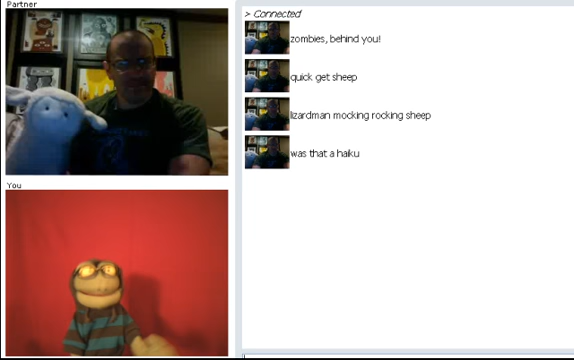 Partner
> Connected
zombies, behind you!
quick get sheep
lizardman mocking rocking sheep
was that a haiku
You